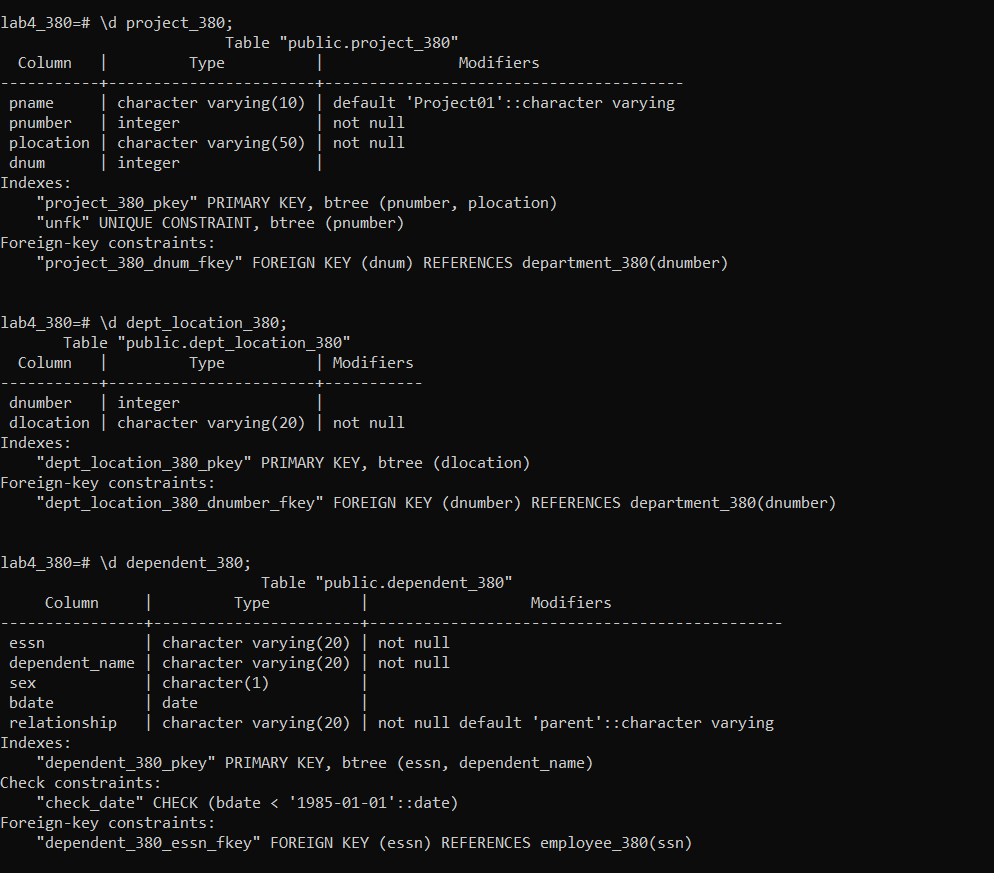 lab4_380=# \d project_380;
                         Table "public.project_380"
  Column   |         Type          |               Modifiers
-----------+-----------------------+----------------------------------------
 pname     | character varying(10) | default 'Project01'::character varying
 pnumber   | integer               | not null
 plocation | character varying(50) | not null
 dnum      | integer               |
Indexes:
    "project_380_pkey" PRIMARY KEY, btree (pnumber, plocation)
    "unfk" UNIQUE CONSTRAINT, btree (pnumber)
Foreign-key constraints:
    "project_380_dnum_fkey" FOREIGN KEY (dnum) REFERENCES department_380(dnumber)
lab4_380=# \d dept_location_380;
       Table "public.dept_location_380"
  Column   |         Type          | Modifiers
-----------+-----------------------+-----------
 dnumber   | integer               |
 dlocation | character varying(20) | not null
Indexes:
    "dept_location_380_pkey" PRIMARY KEY, btree (dlocation)
Foreign-key constraints:
    "dept_location_380_dnumber_fkey" FOREIGN KEY (dnumber) REFERENCES department_380(dnumber)
lab4_380=# \d dependent_380;
                             Table "public.dependent_380"
     Column     |         Type          |                  Modifiers
----------------+-----------------------+----------------------------------------------
 essn           | character varying(20) | not null
 dependent_name | character varying(20) | not null
 sex            | character(1)          |
 bdate          | date                  |
 relationship   | character varying(20) | not null default 'parent'::character varying
Indexes:
    "dependent_380_pkey" PRIMARY KEY, btree (essn, dependent_name)
Check constraints:
    "check_date" CHECK (bdate < '1985-01-01'::date)
Foreign-key constraints:
    "dependent_380_essn_fkey" FOREIGN KEY (essn) REFERENCES employee_380(ssn)